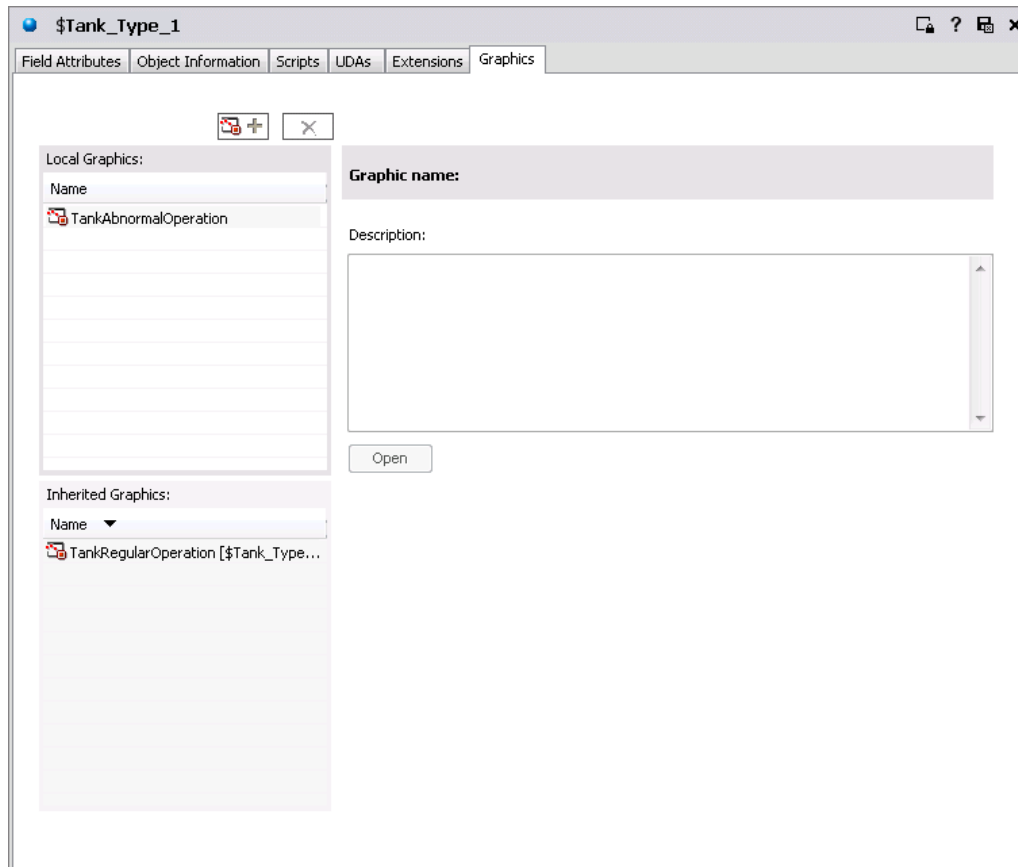 $Tank_Type_1
?
Field Attributes Object Information Scripts UDAs Extensions Graphics
Local Graphics:
Name
TankAbnormalOperation
Graphic name:
Description:
Open
Inherited Graphics:
Name
TankRegularOperation [$Tank_Type...